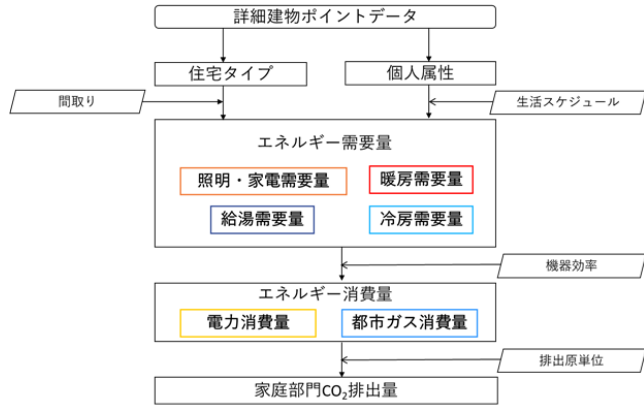 詳細建物ポイントデータ
住宅タイプ
個人属性
間取り
生活スケジュール
エネルギー需要量
照明・家電需要量
暖房需要量
給湯需要量
冷房需要量
機器効率
エネルギー消費量
電力消費量
都市ガス消費量
排出原単位
家庭部門CO₂排出量